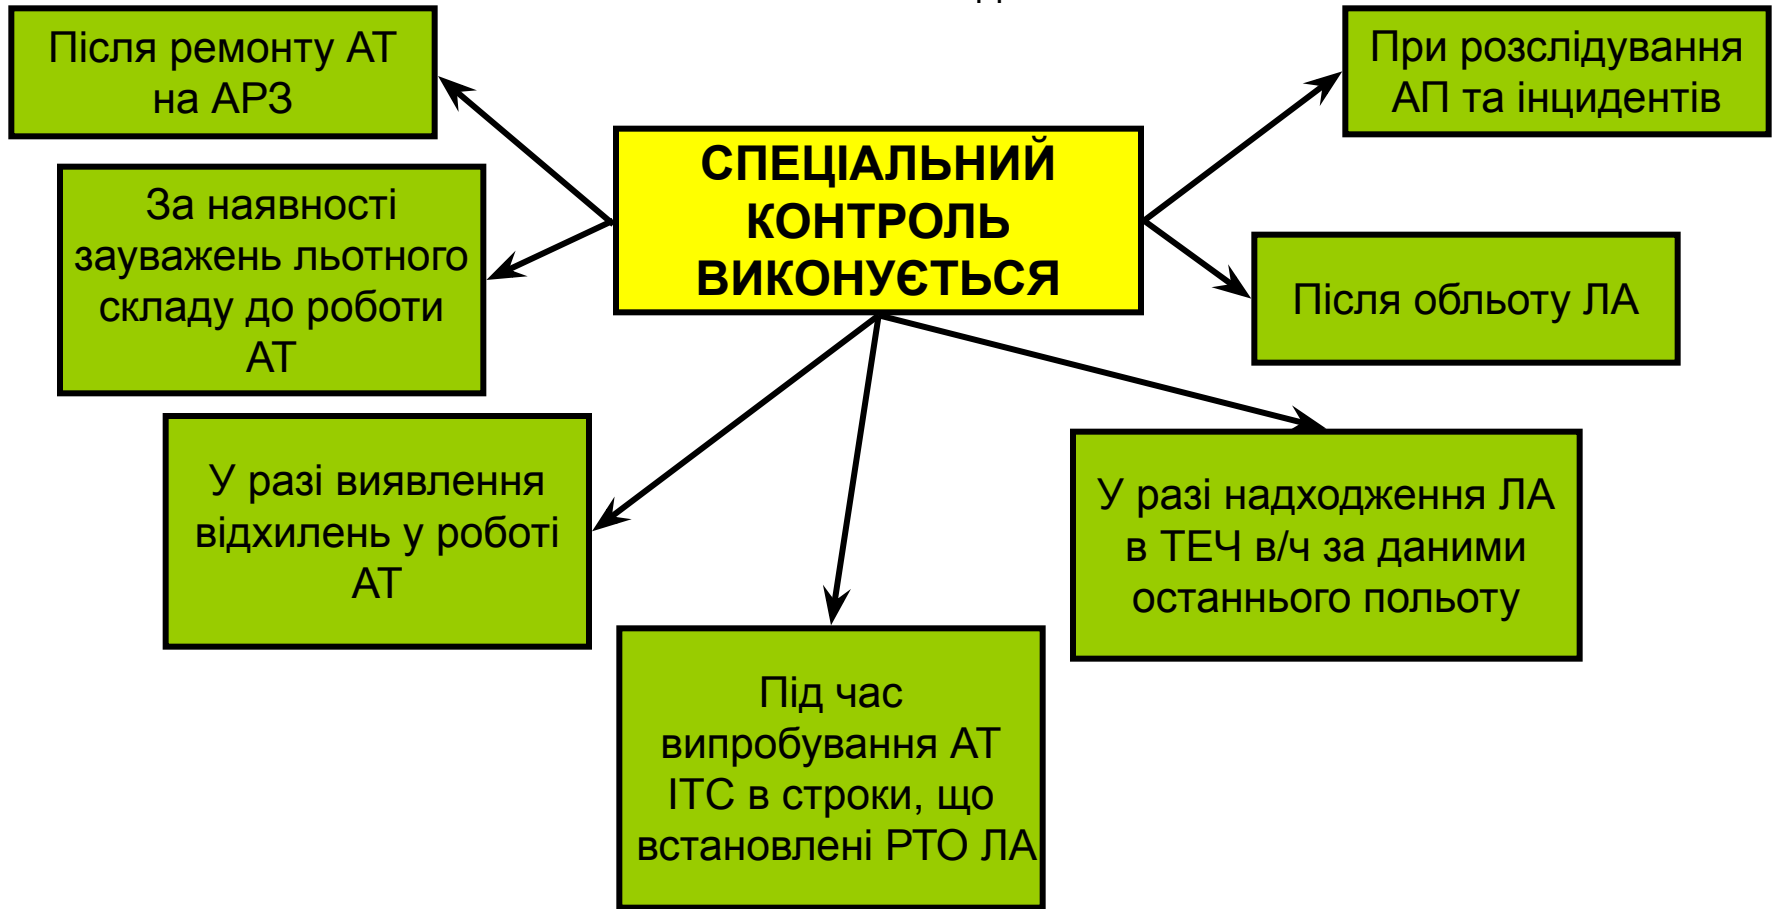 Після ремонту АТ
на АРЗ
При розслідування
АП та інцидентів
СПЕЦІАЛЬНИЙ
КОНТРОЛЬ
ВИКОНУЄТЬСЯ
За наявності
зауважень льотного
складу до роботи
АТ
Після обльоту ЛА
У разі виявлення
відхилень у роботі
АТ
У разі надходження ЛА
в ТЕЧ в/ч за даними
останнього польоту
Під час
випробування АТ
ІТС в строки, що
встановлені РТО ЛА